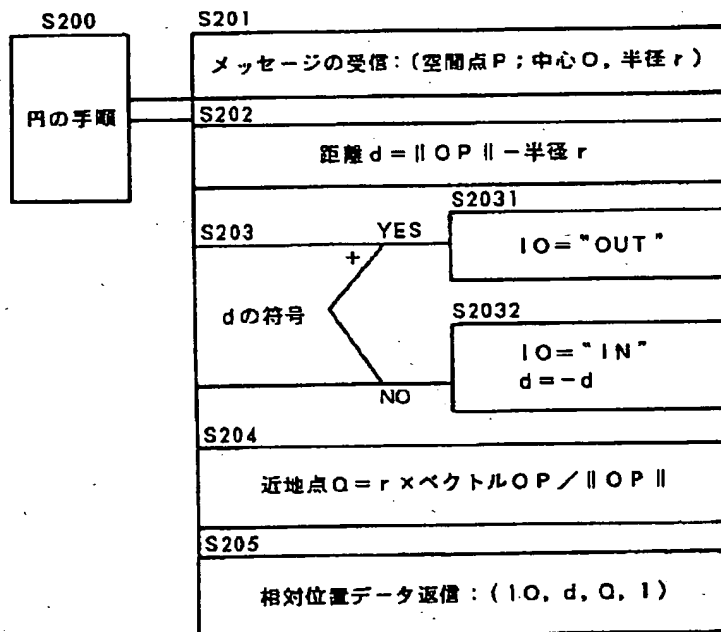 S200
円の手順
S201
メッセージの受信：（空間点P；中心O，半径r）
S202
距離d＝‖OP‖－半径r
S203
dの符号
+
YES
NO
S2031
IO＝"OUT"
S2032
IO＝"IN"
d＝－d
S204
近地点Q＝r×ベクトルOP／‖OP‖
S205
相対位置データ返信：（IO，d，Q，1）